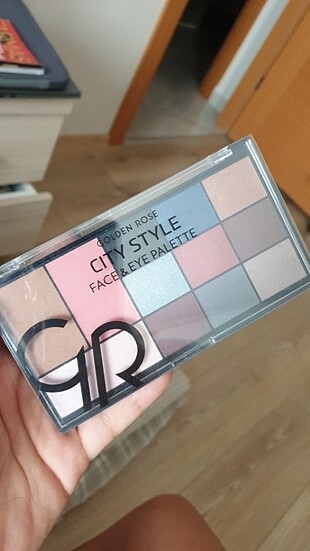 GOLDEN ROSE
CITY STYLE
FACE & EYE PALETTE
GR